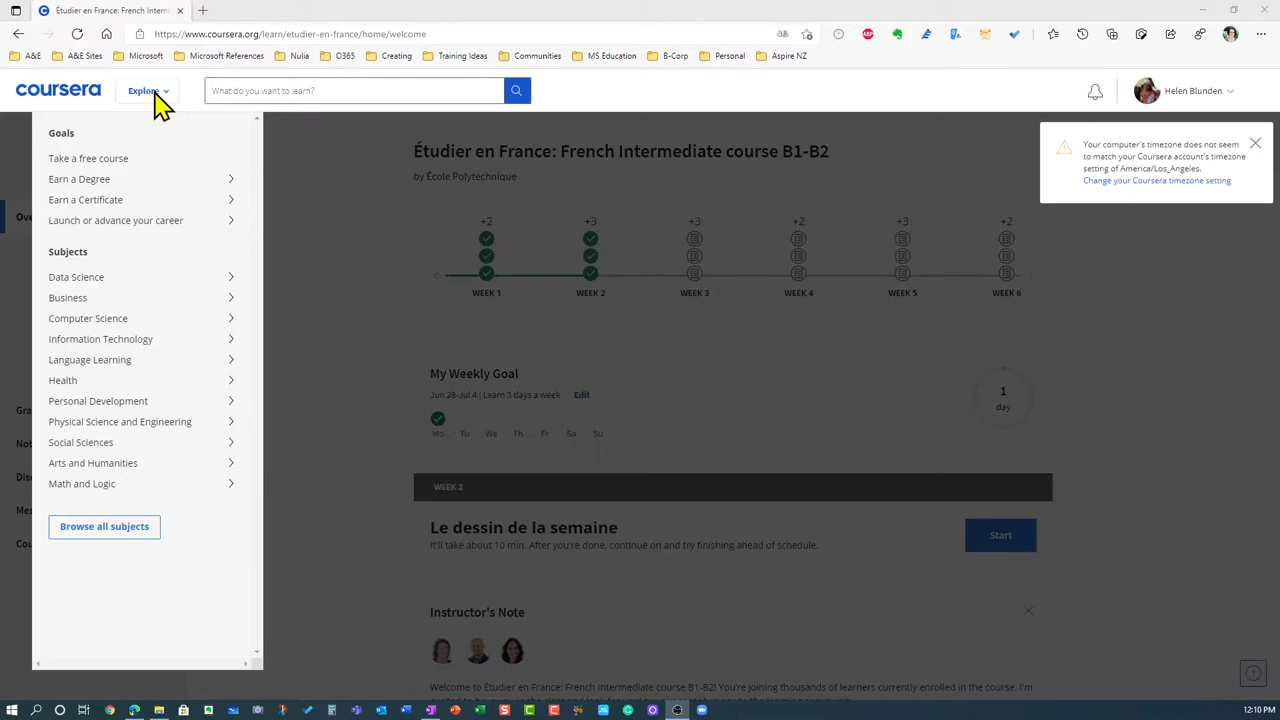 Étudier en France: French Interm
https://www.coursera.org/learn/etudier-en-france/home/welcome
A&E
A&E Sites
Microsoft
Microsoft References
Nulia
O365
Creating
Training Ideas
Communities
MS Education
B-Corp
Personal
Aspire NZ
coursera
Explore
What do you want to learn?
Helen Blunden
Goals
Take a free course
Earn a Degree
Earn a Certificate
Launch or advance your career
Subjects
Data Science
Business
Computer Science
Information Technology
Language Learning
Health
Personal Development
Physical Science and Engineering
Social Sciences
Arts and Humanities
Math and Logic
Browse all subjects
Étudier en France: French Intermediate course B1-B2
by École Polytechnique
Your computer's timezone does not seem
to match your Coursera account's timezone
setting of America/Los_Angeles.
Change your Coursera timezone setting
+2 +3 +3 +2 +3 +2
WEEK 1 WEEK 2 WEEK 3 WEEK 4 WEEK 5 WEEK 6
My Weekly Goal
Jun 28-Jul 4 | Learn 3 days a week Edit
1
day
Mo... Tu We Th... Fr Sa Su
WEEK 2
Le dessin de la semaine
It'll take about 10 min. After you're done, continue on and try finishing ahead of schedule.
Start
Instructor's Note
Welcome to Étudier en France: French Intermediate course B1-B2! You're joining thousands of learners currently enrolled in the course. I'm
Ove
Gra
Not
Dis
Mes
Cou
12:10 PM